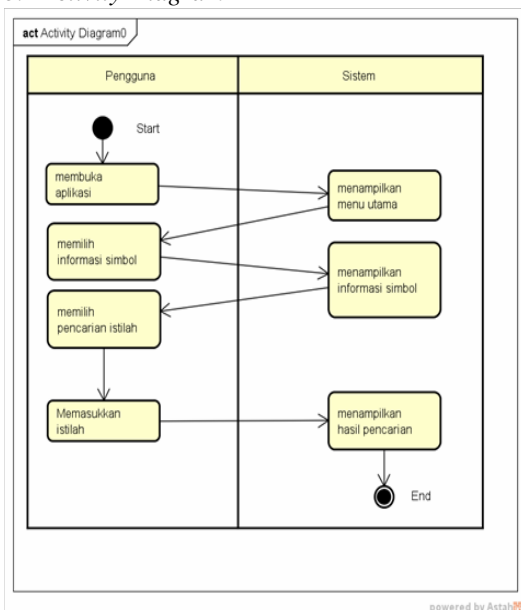 act Activity Diagram0
Pengguna
Sistem
Start
membuka
aplikasi
menampilkan
menu utama
memilih
informasi simbol
menampilkan
informasi simbol
memilih
pencarian istilah
Memasukkan
istilah
menampilkan
hasil pencarian
End
powered by Astah